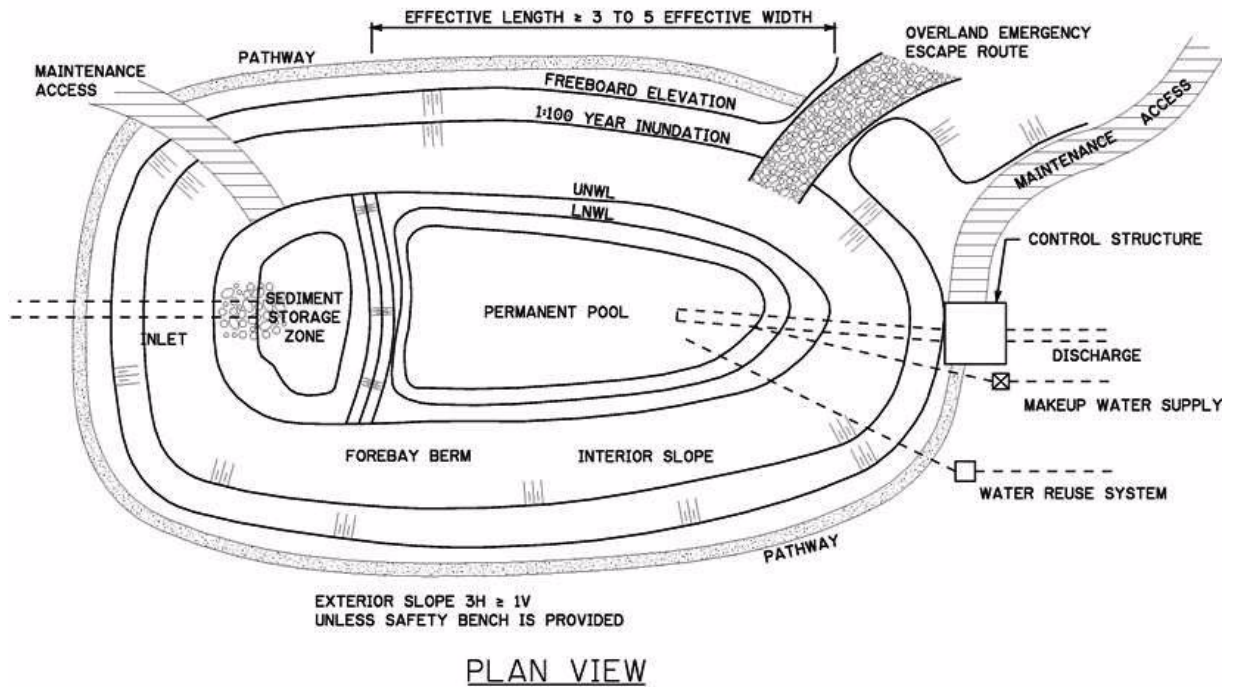 EFFECTIVE LENGTH ≥ 3 TO 5 EFFECTIVE WIDTH
OVERLAND EMERGENCY
ESCAPE ROUTE
PATHWAY
MAINTENANCE
ACCESS
FREEBOARD ELEVATION
1:100 YEAR INUNDATION
MAINTENANCE ACCESS
UNWL
LNWL
CONTROL STRUCTURE
SEDIMENT
STORAGE
ZONE
PERMANENT POOL
INLET
DISCHARGE
MAKEUP WATER SUPPLY
FOREBAY BERM
INTERIOR SLOPE
WATER REUSE SYSTEM
PATHWAY
EXTERIOR SLOPE 3H ≥ 1V
UNLESS SAFETY BENCH IS PROVIDED
PLAN VIEW